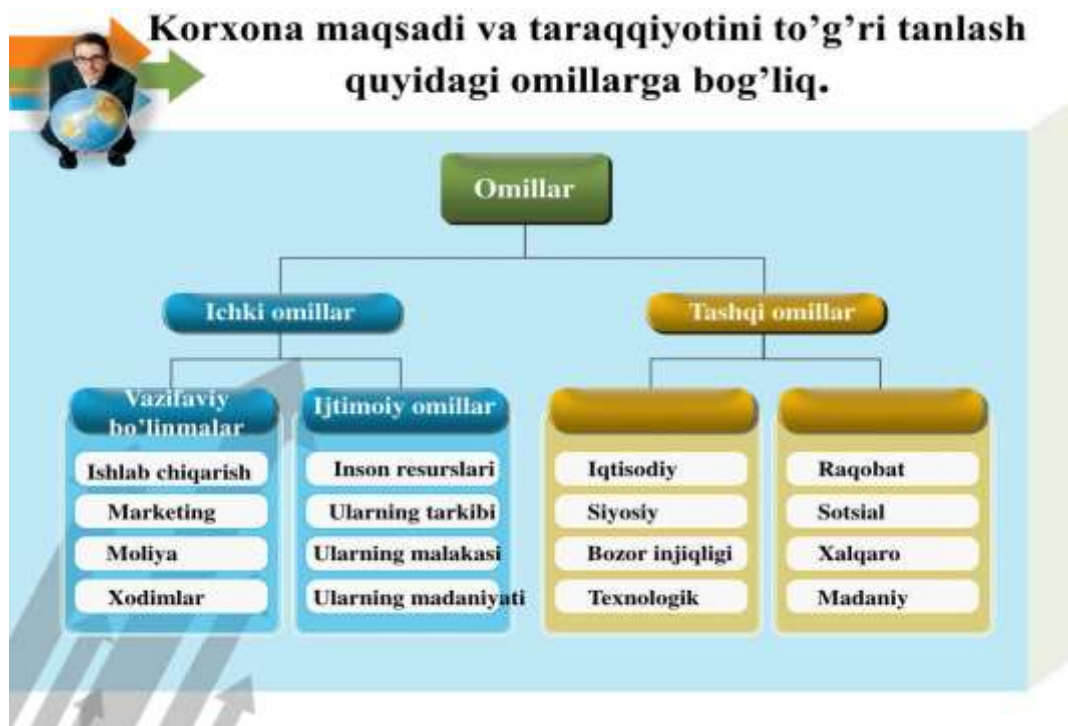 Korxona maqsadi va taraqqiyotini to’g’ri tanlash
quyidagi omillarga bog’liq.
Omillar
Ichki omillar
Tashqi omillar
Vazifaviy
bo’linmalar
Ishlab chiqarish
Marketing
Moliya
Xodimlar
Ijtimoiy omillar
Inson resurslari
Ularning tarkibi
Ularning malakasi
Ularning madaniyati
Iqtisodiy
Siyosiy
Bozor injiqligi
Texnologik
Raqobat
Sotsial
Xalqaro
Madaniy